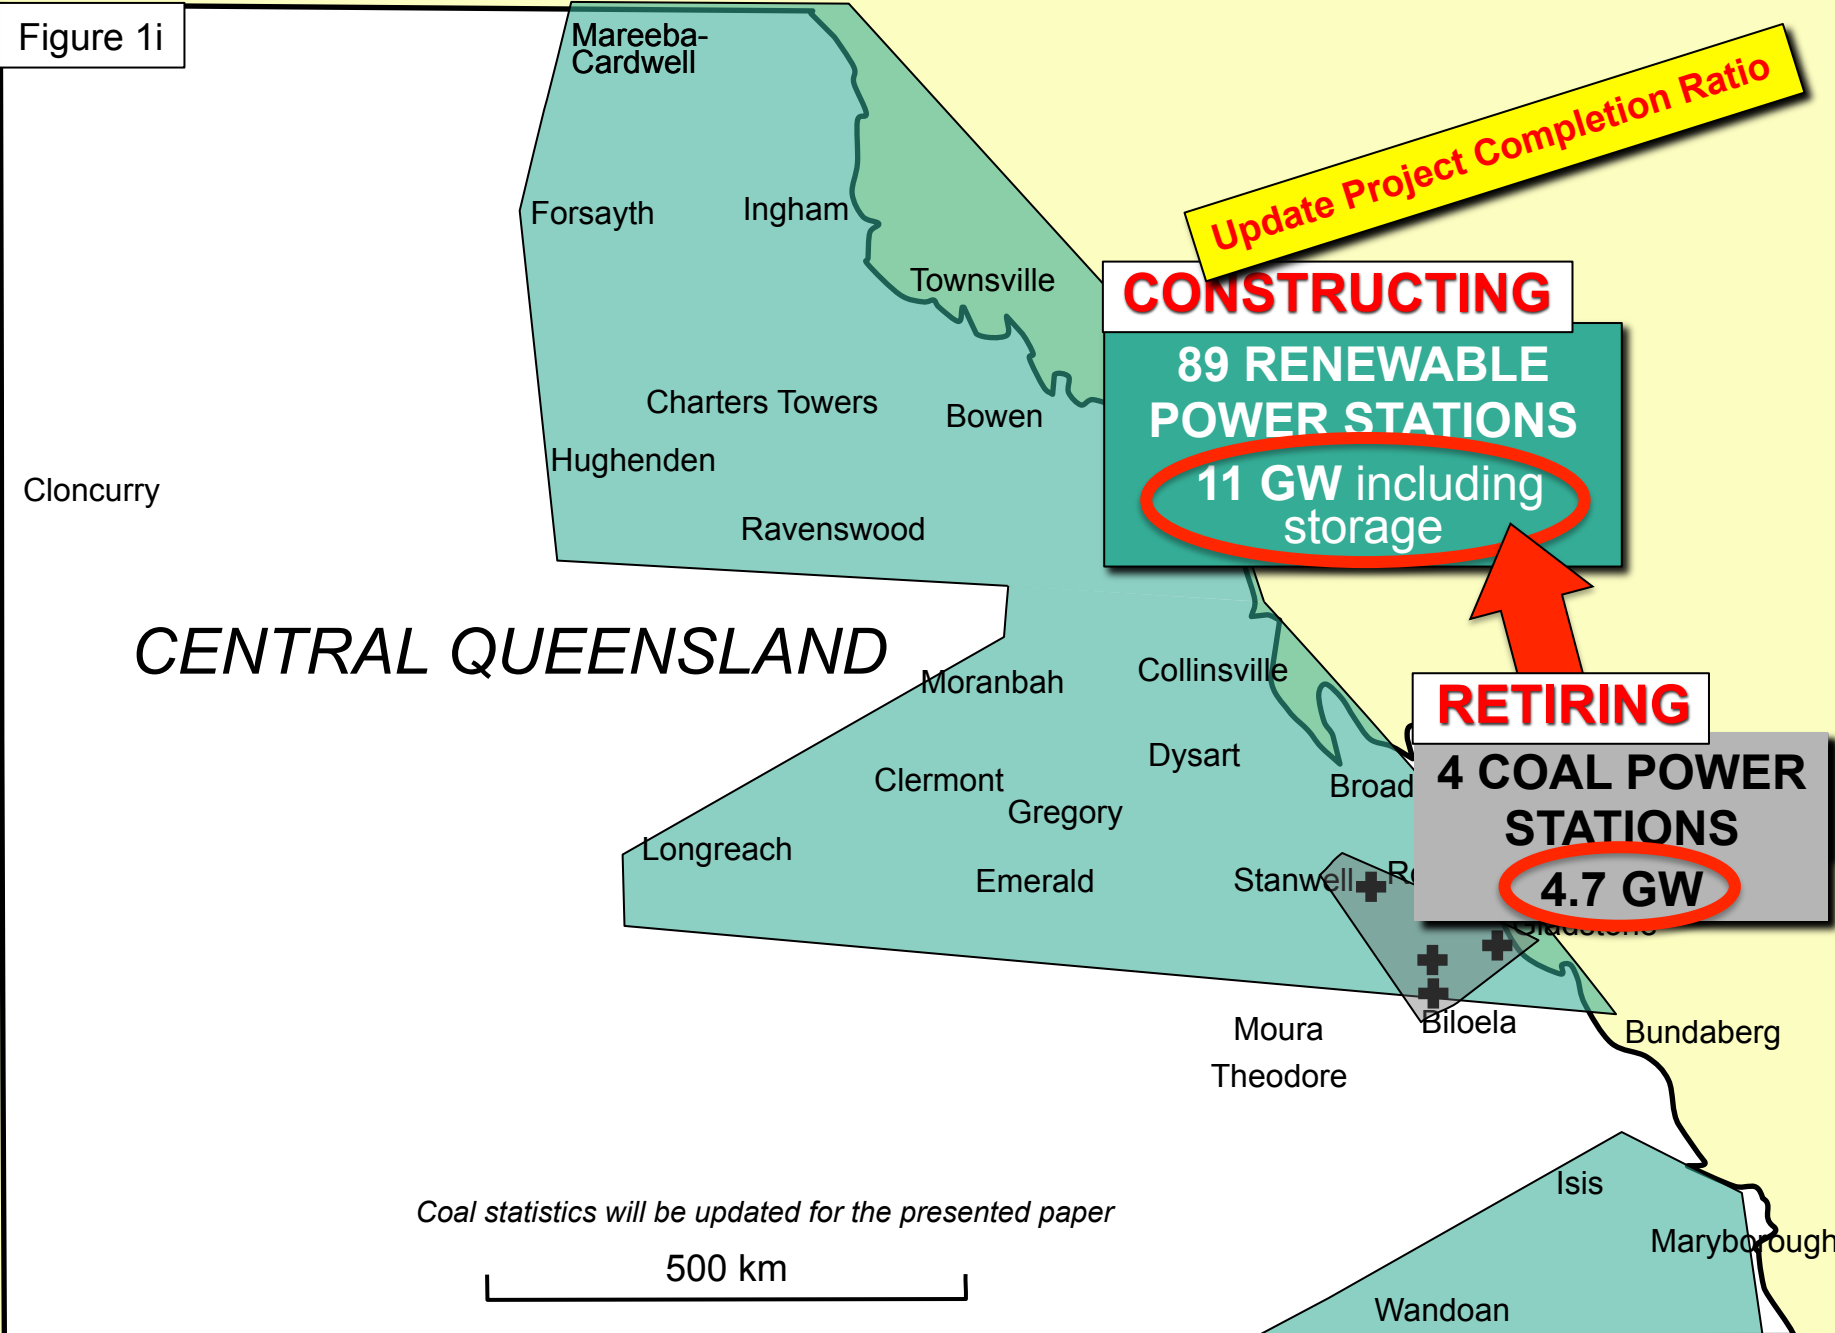 Figure 1i
Mareeba-
Cardwell
Update Project Completion Ratio
Forsayth
Ingham
Townsville
CONSTRUCTING
89 RENEWABLE
POWER STATIONS
11 GW including
storage
Charters Towers
Bowen
Hughenden
Cloncurry
Ravenswood
CENTRAL QUEENSLAND
Moranbah
Collinsville
RETIRING
4 COAL POWER
STATIONS
4.7 GW
Dysart
Clermont
Broad
Gregory
Longreach
Emerald
Stanwell
Gladstone
Moura
Biloela
Bundaberg
Theodore
Isis
Coal statistics will be updated for the presented paper
Maryborough
500 km
Wandoan